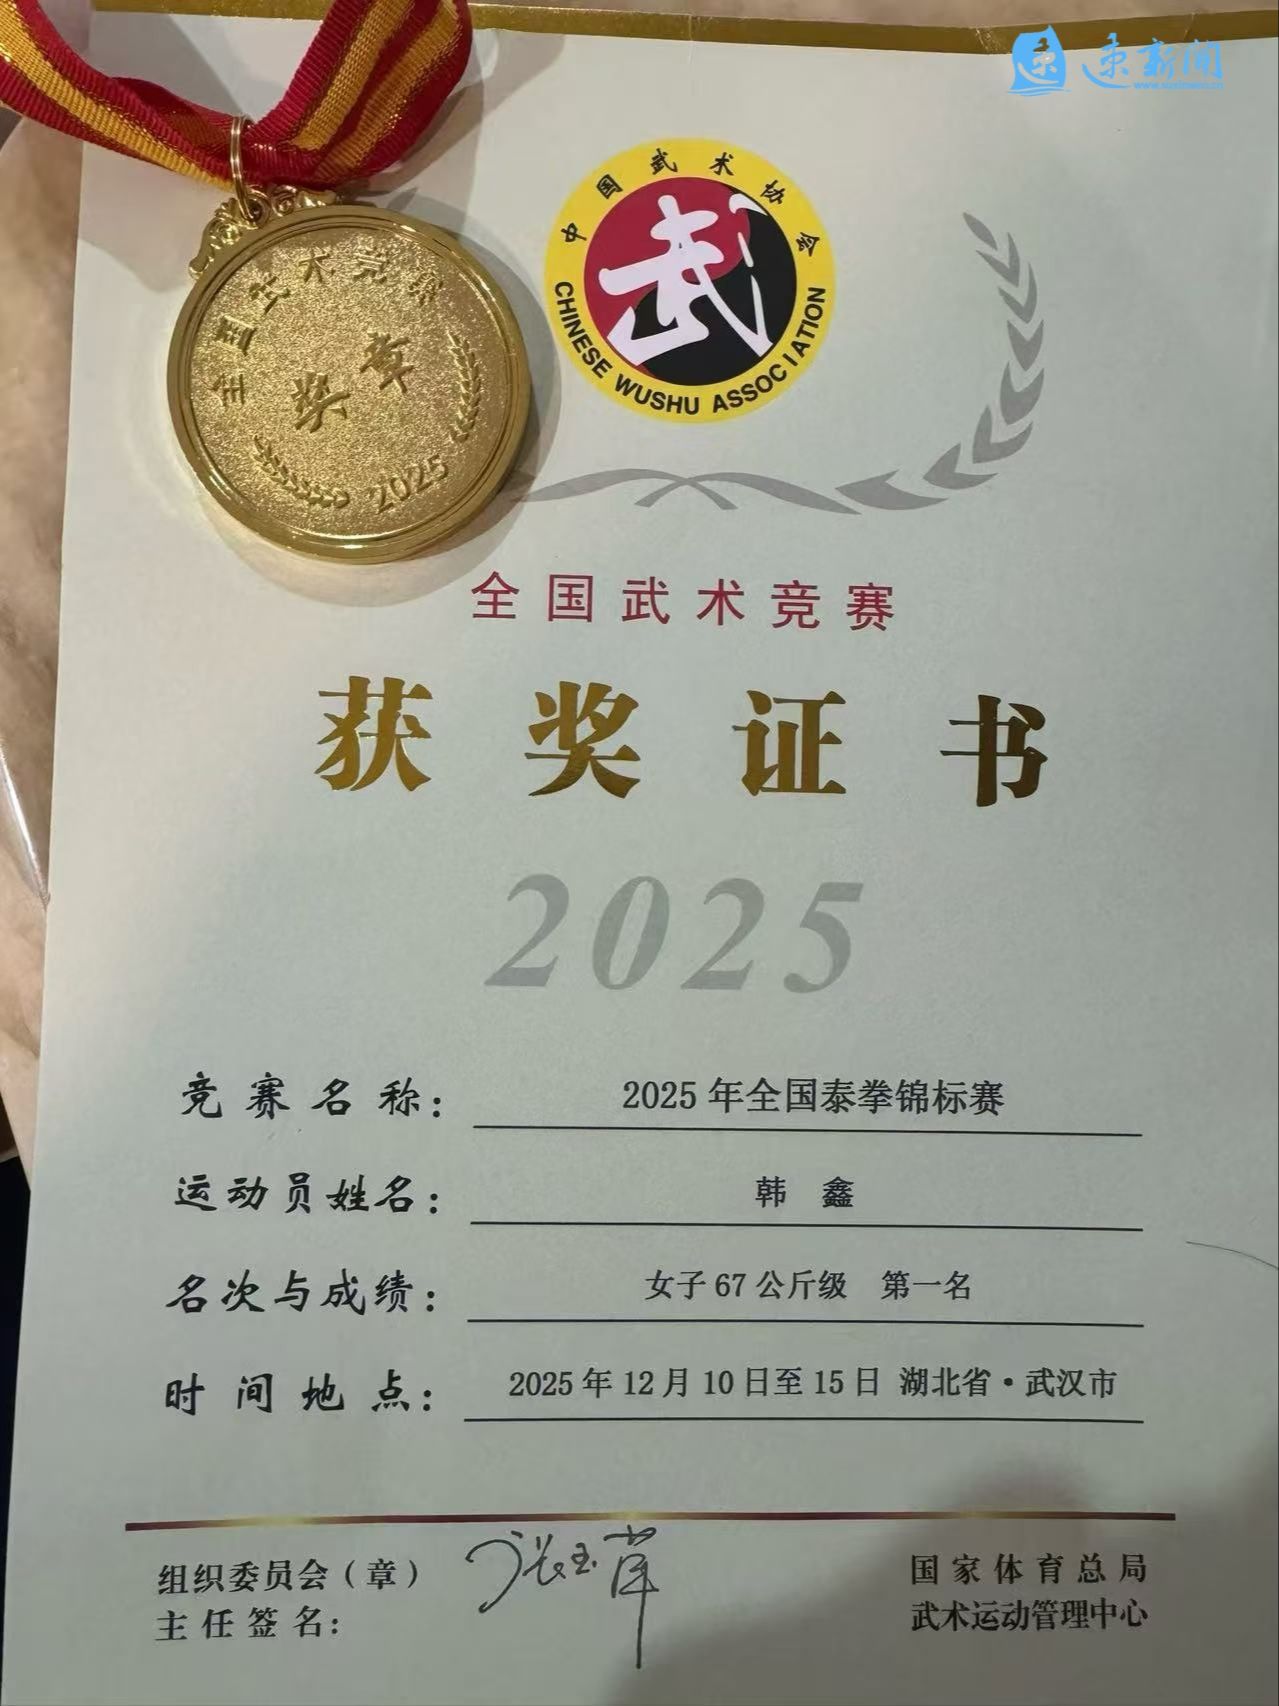 速新闻
中国武术协会
武
CHINESE WUSHU ASSOCIATION
全国武术竞赛
奖章
2025
全国武术竞赛
获奖证书
2025
竞赛名称： 2025年全国泰拳锦标赛
运动员姓名： 韩 鑫
名次与成绩： 女子67公斤级 第一名
时间地点： 2025年12月10日至15日 湖北省·武汉市
组织委员会（章） 国家体育总局
主任签名： 武术运动管理中心